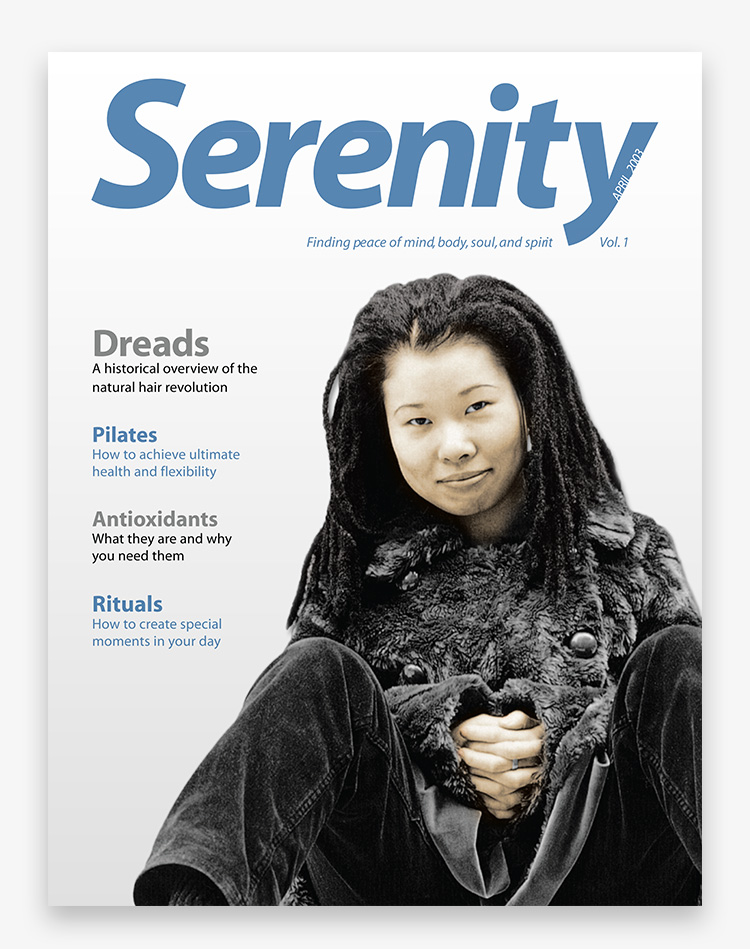 Serenity
APRIL 2003
Finding peace of mind, body, soul, and spirit Vol. 1
Dreads
A historical overview of the
natural hair revolution
Pilates
How to achieve ultimate
health and flexibility
Antioxidants
What they are and why
you need them
Rituals
How to create special
moments in your day